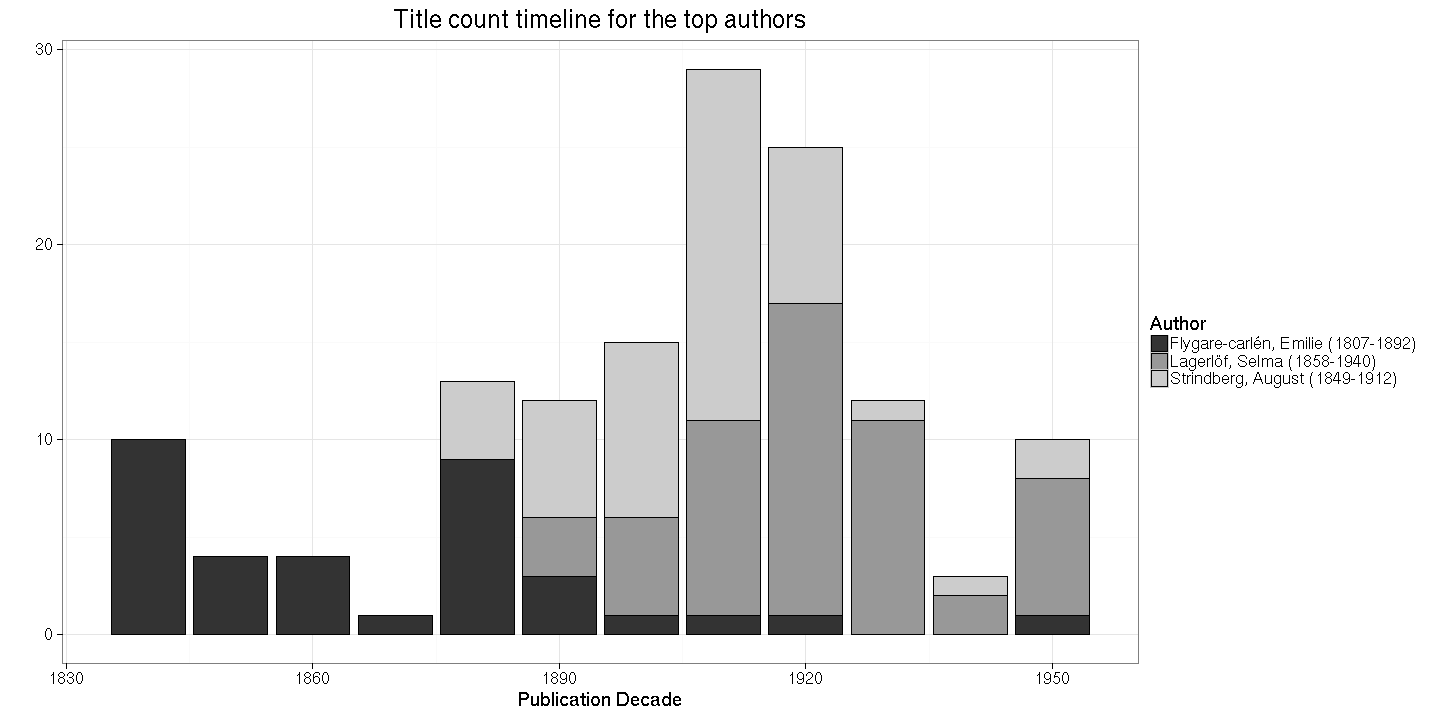 Title count timeline for the top authors
30
20
10
0
1830
1860
1890
1920
1950
Publication Decade
Author
Flygare-carlén, Emilie (1807-1892)
Lagerlöf, Selma (1858-1940)
Strindberg, August (1849-1912)